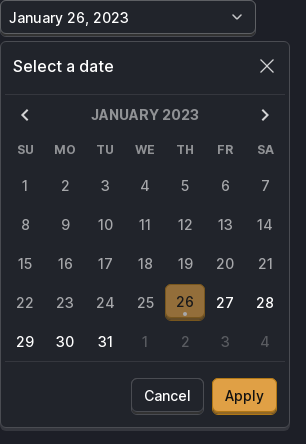 January 26, 2023
Select a date
JANUARY 2023
SU MO TU WE TH FR SA
1 2 3 4 5 6 7
8 9 10 11 12 13 14
15 16 17 18 19 20 21
22 23 24 25 26 27 28
29 30 31 1 2 3 4
Cancel Apply